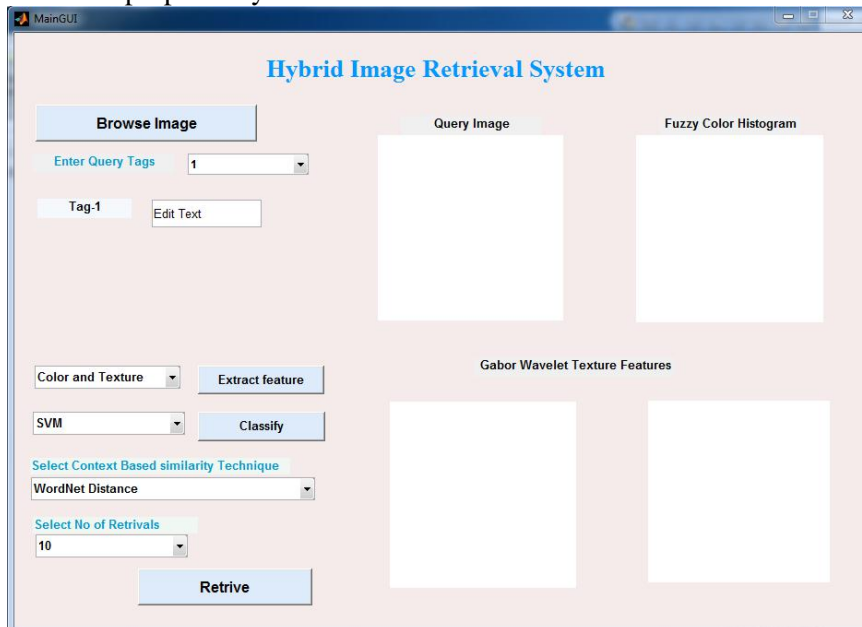 MainGUI
Hybrid Image Retrieval System
Browse Image
Query Image
Fuzzy Color Histogram
Enter Query Tags
1
Tag-1
Edit Text
Gabor Wavelet Texture Features
Color and Texture
Extract feature
SVM
Classify
Select Context Based similarity Technique
WordNet Distance
Select No of Retrivals
10
Retrive